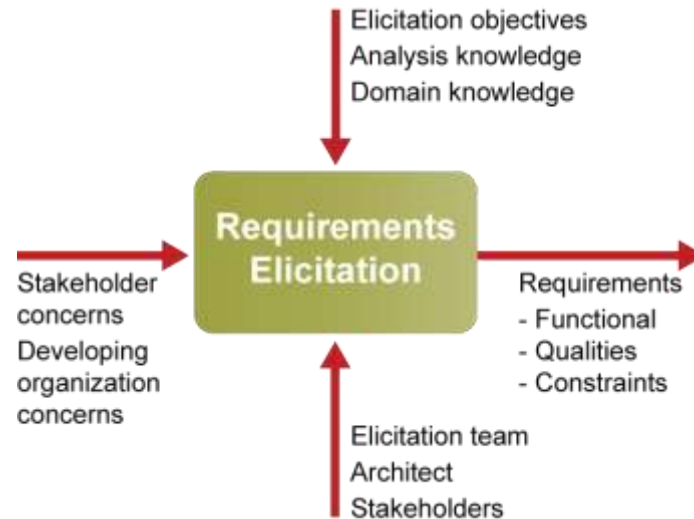 Elicitation objectives
Analysis knowledge
Domain knowledge
Requirements
Elicitation
Stakeholder
concerns
Developing
organization
concerns
Requirements
- Functional
- Qualities
- Constraints
Elicitation team
Architect
Stakeholders